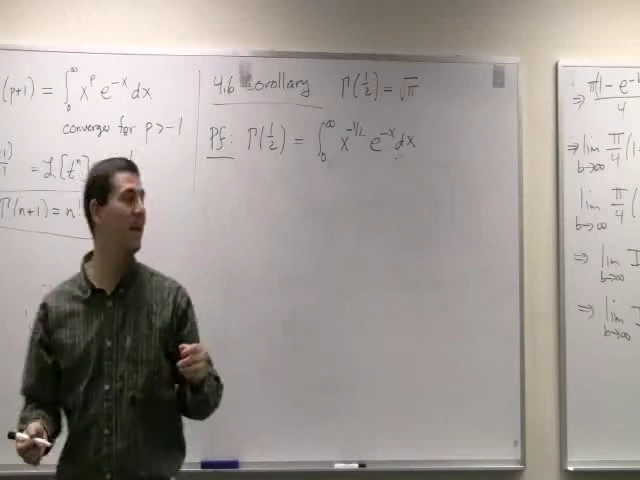 (p+1) = ∫₀^∞ x^p e^{-x} dx
converges for p > -1
= ℒ[tⁿ]
Γ(n+1) = n!
4.6 Corollary Γ(1/2) = √π
Pf: Γ(1/2) = ∫₀^∞ x^{-1/2} e^{-x} dx
⇒ π(1 - e^{-b
4
⇒ lim b→∞ π/4 (1-
lim b→∞ π/4 (
⇒ lim b→∞ I
⇒ lim b→∞ I